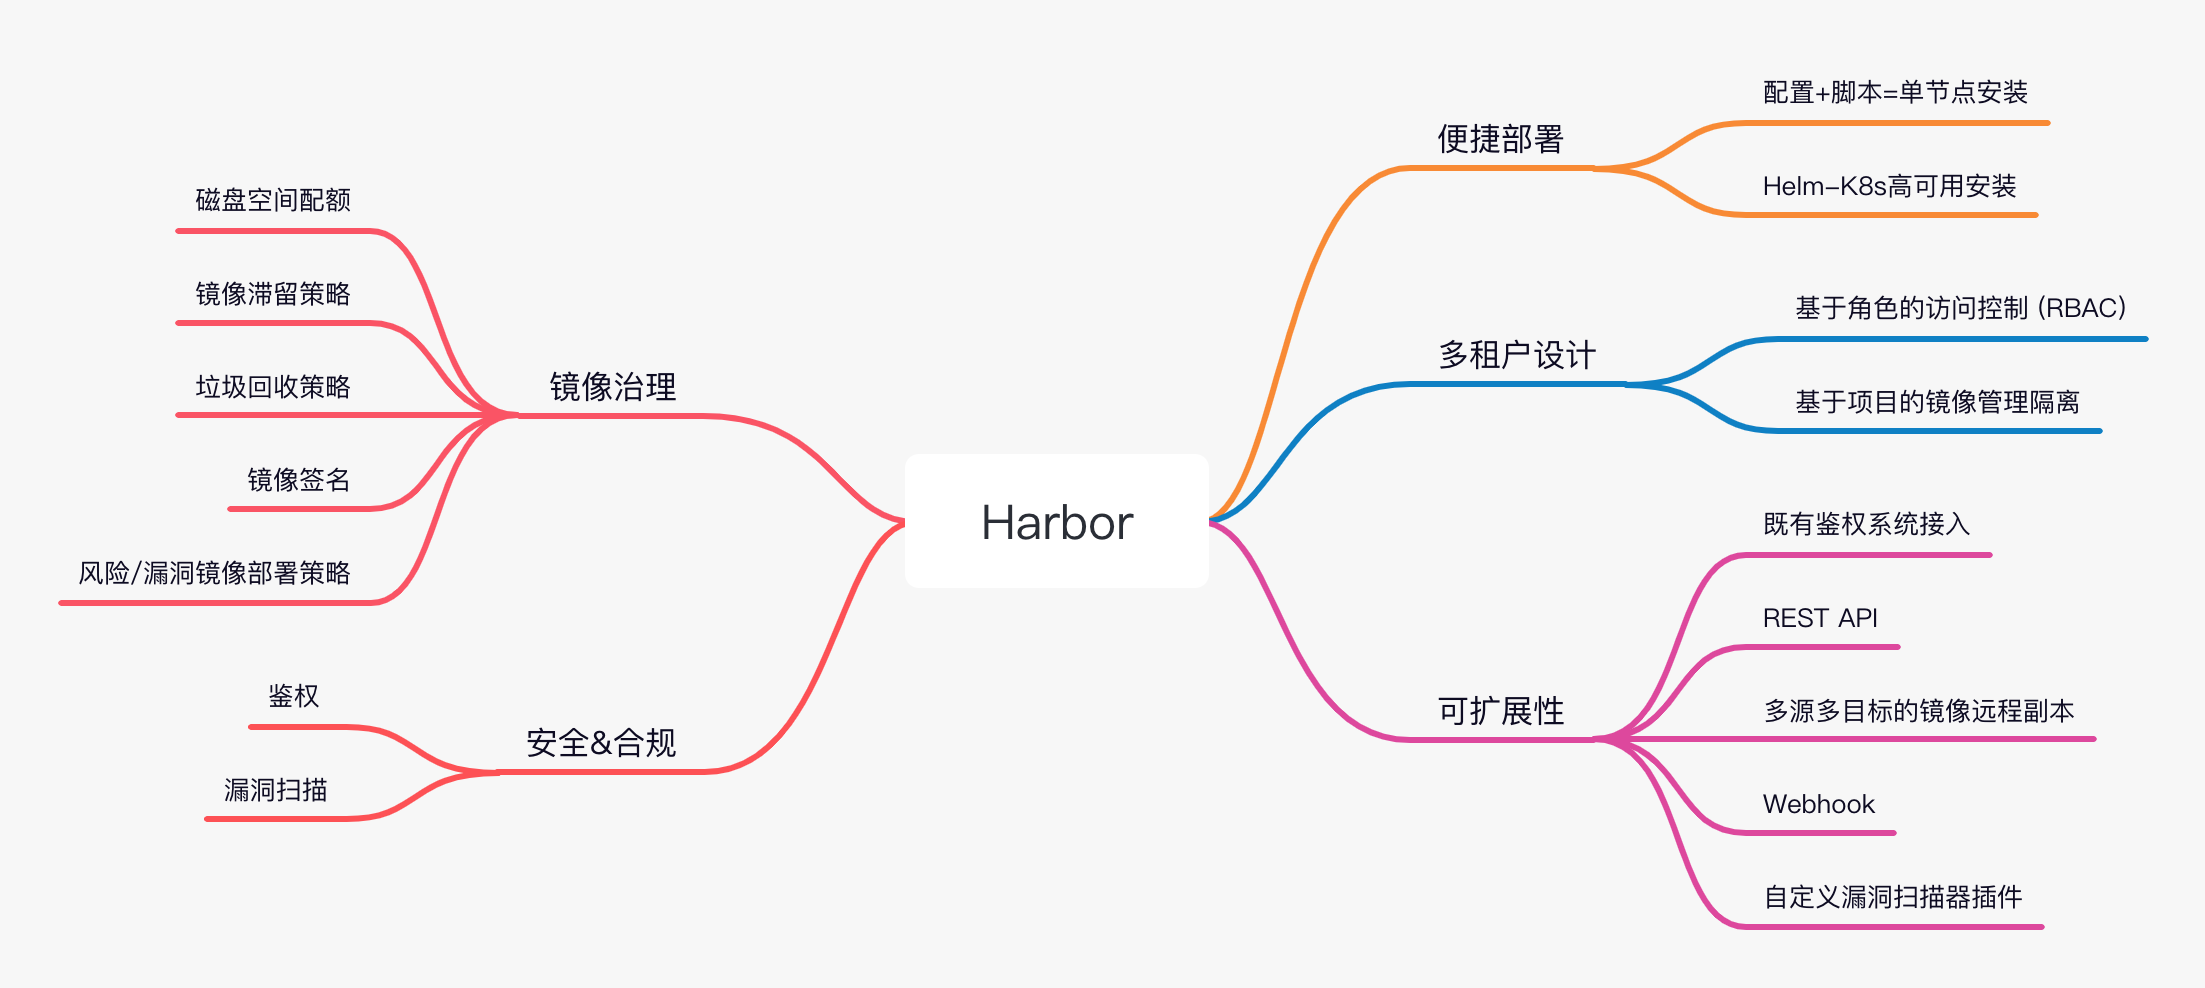 Harbor
便捷部署
配置+脚本=单节点安装
Helm-K8s高可用安装
多租户设计
基于角色的访问控制 (RBAC)
基于项目的镜像管理隔离
可扩展性
既有鉴权系统接入
REST API
多源多目标的镜像远程副本
Webhook
自定义漏洞扫描器插件
镜像治理
磁盘空间配额
镜像滞留策略
垃圾回收策略
镜像签名
风险/漏洞镜像部署策略
安全&合规
鉴权
漏洞扫描